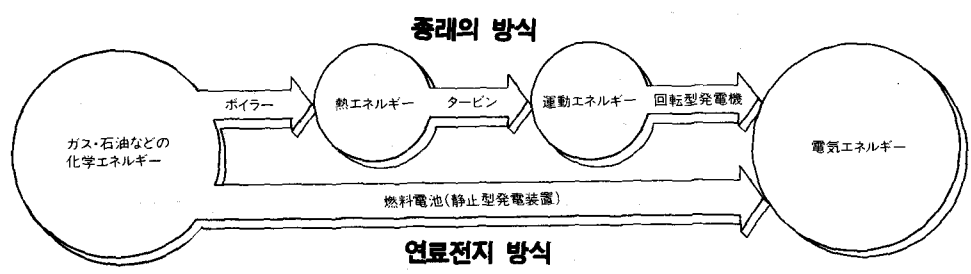 종래의 방식
ボイラー
熱エネルギー
タービン
運動エネルギー
回転型発電機
ガス・石油などの
化学エネルギー
電気エネルギー
燃料電池(静止型発電装置)
연료전지 방식